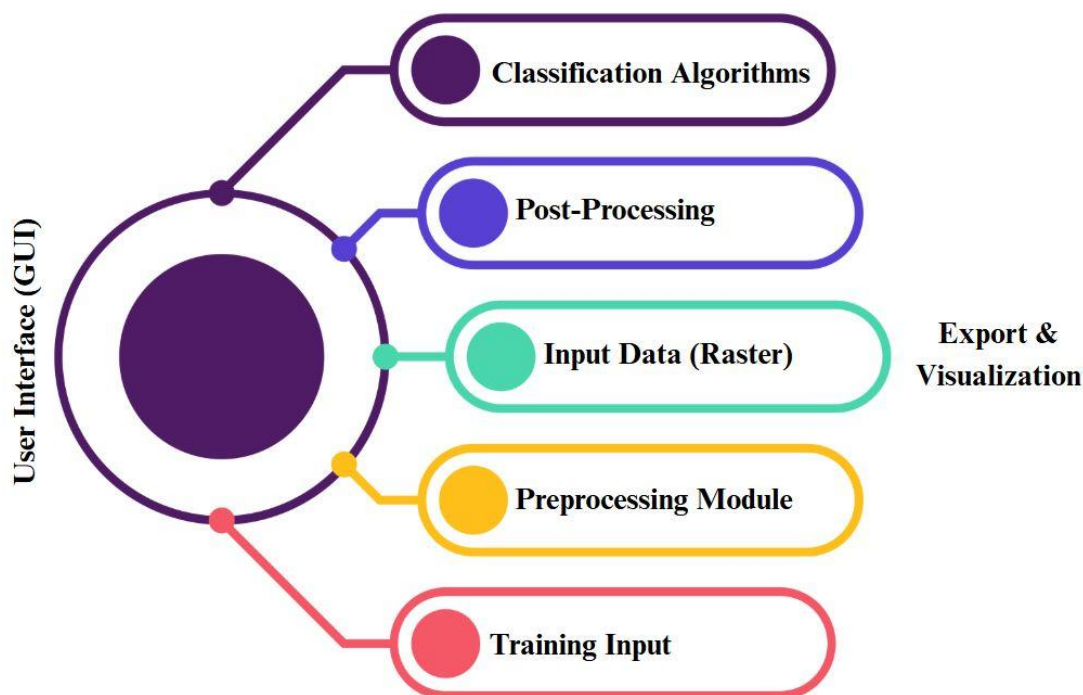 User Interface (GUI)
Classification Algorithms
Post-Processing
Input Data (Raster)
Preprocessing Module
Training Input
Export &
Visualization